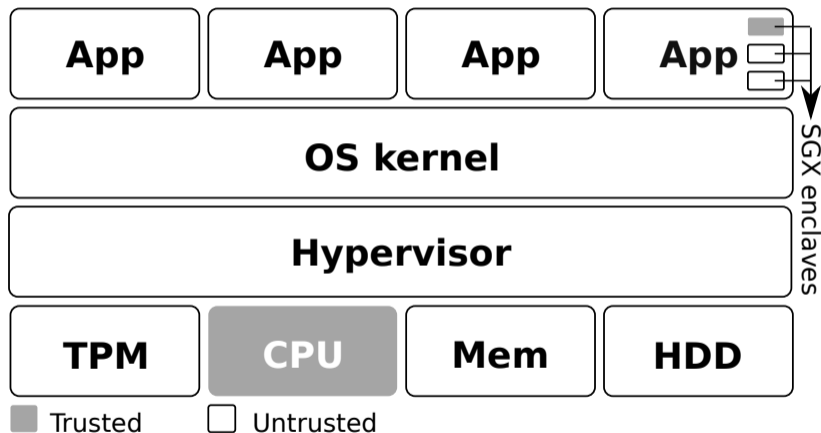 App App App App
OS kernel
Hypervisor
TPM CPU Mem HDD
SGX enclaves
Trusted Untrusted